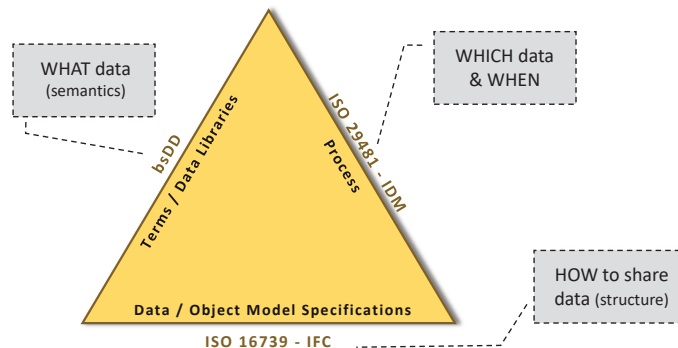 WHAT data
(semantics)
WHICH data
& WHEN
bsDD
Terms / Data Libraries
ISO 29481 - IDM
Process
HOW to share
data (structure)
Data / Object Model Specifications
ISO 16739 - IFC